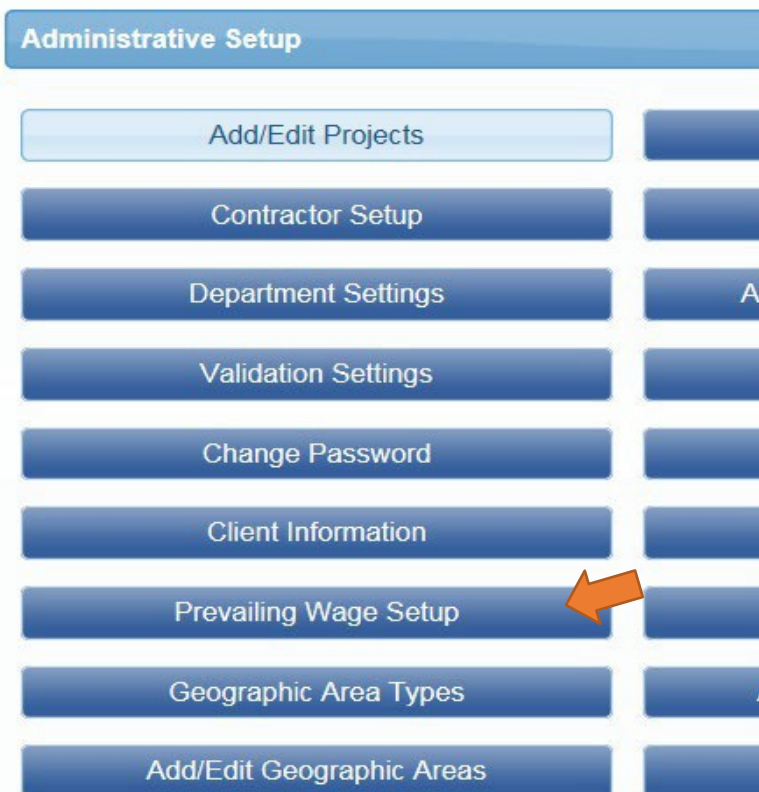 Administrative Setup
Add/Edit Projects
Contractor Setup
Department Settings
Validation Settings
Change Password
Client Information
Prevailing Wage Setup
Geographic Area Types
Add/Edit Geographic Areas